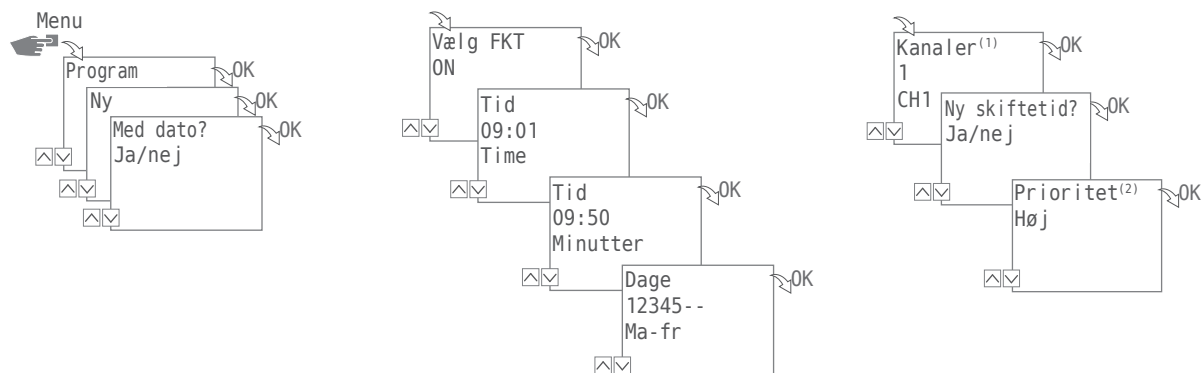 Menu
Program
OK
Ny
OK
Med dato?
Ja/nej
OK
Vælg FKT
ON
OK
Tid
09:01
Time
OK
Tid
09:50
Minutter
OK
Dage
12345--
Ma-fr
OK
Kanaler(1)
1
CH1
OK
Ny skiftetid?
Ja/nej
OK
Prioritet(2)
Høj
OK